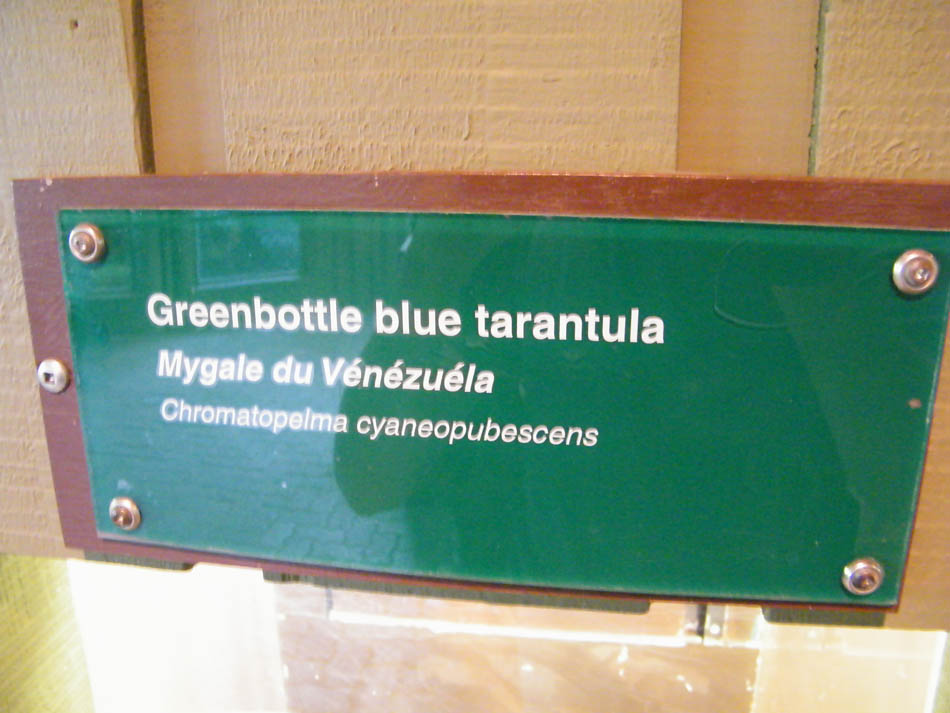 Greenbottle blue tarantula
Mygale du Vénézuéla
Chromatopelma cyaneopubescens